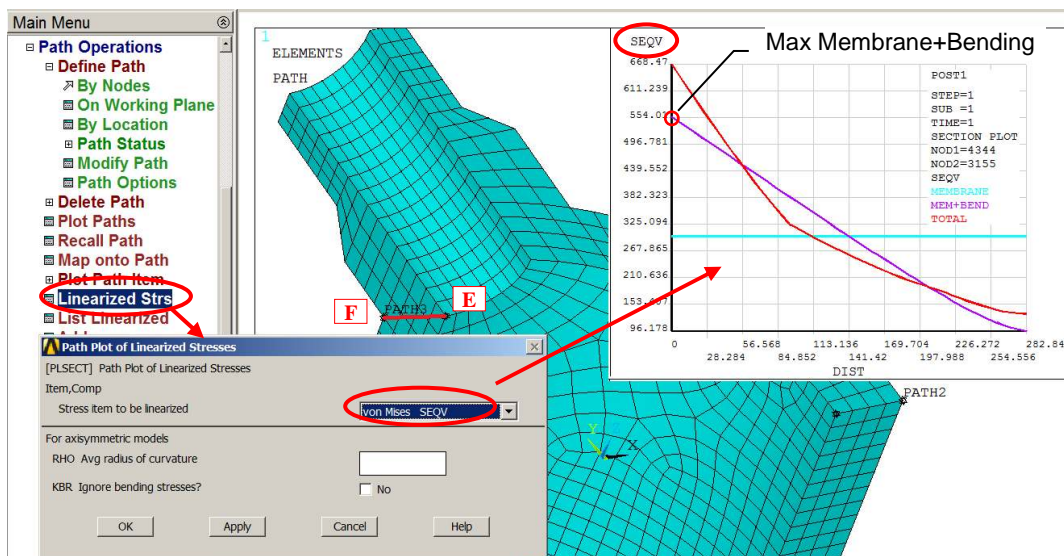 Main Menu
Path Operations
Define Path
By Nodes
On Working Plane
By Location
Path Status
Modify Path
Path Options
Delete Path
Plot Paths
Recall Path
Map onto Path
Plot Path Item
Linearized Strs
List Linearized
Path Plot of Linearized Stresses
[PLSECT] Path Plot of Linearized Stresses
Item,Comp
Stress item to be linearized
von Mises SEQV
For axisymmetric models
RHO Avg radius of curvature
KBR Ignore bending stresses?
No
OK
Apply
Cancel
Help
1
ELEMENTS
PATH
F
PATH3
E
PATH2
Y
X
SEQV
Max Membrane+Bending
668.47
611.239
554.01
496.781
439.552
382.323
325.094
267.865
210.636
96.178
0
56.568
113.136
169.704
226.272
282.84
28.284
84.852
141.42
197.988
254.556
DIST
POST1
STEP=1
SUB =1
TIME=1
SECTION PLOT
NOD1=4344
NOD2=3155
SEQV
MEMBRANE
MEM+BEND
TOTAL